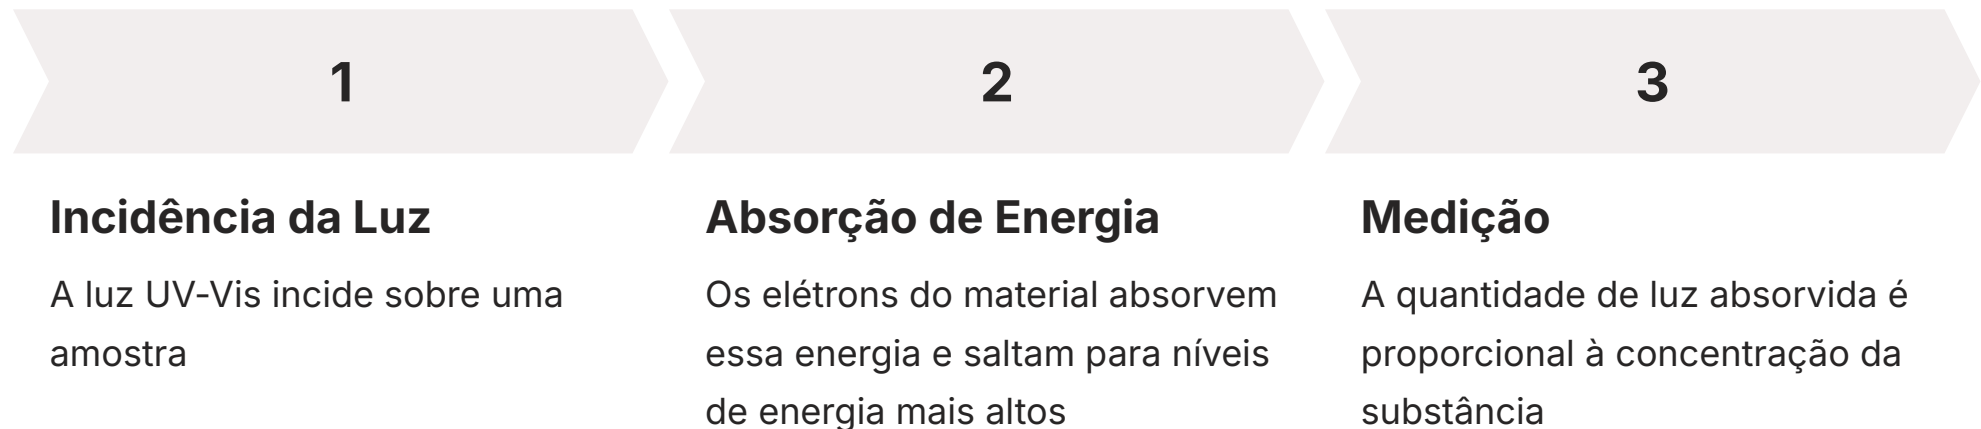 1
2
3
Incidência da Luz
A luz UV-Vis incide sobre uma
amostra
Absorção de Energia
Os elétrons do material absorvem
essa energia e saltam para níveis
de energia mais altos
Medição
A quantidade de luz absorvida é
proporcional à concentração da
substância